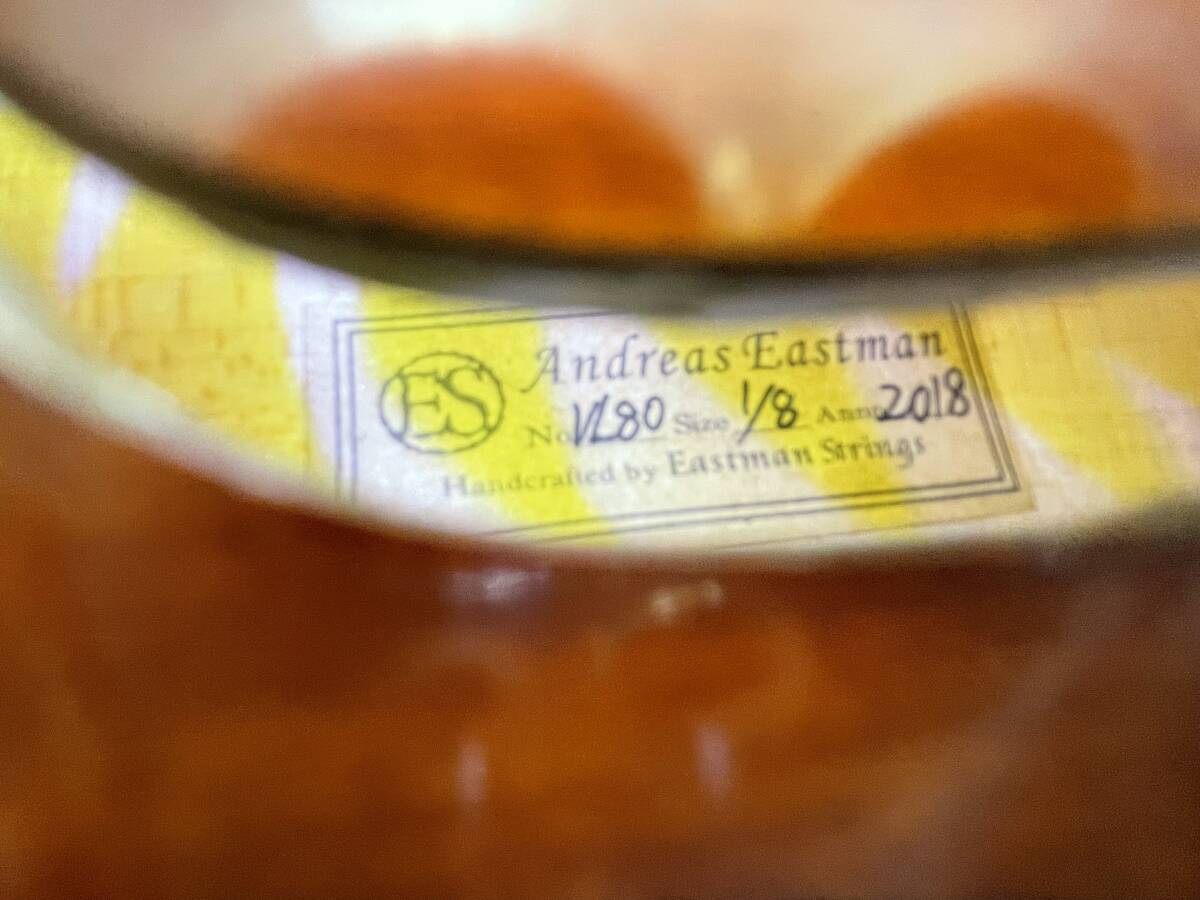 ES
Andreas Eastman
No. VL80 Size 1/8 Anno 2018
Handcrafted by Eastman Strings